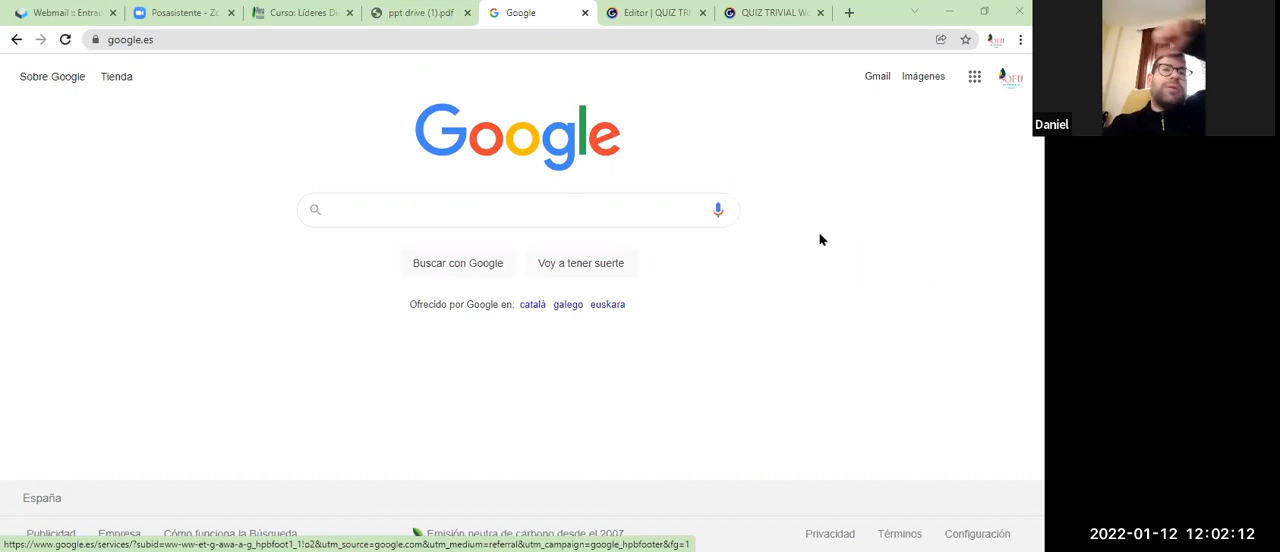 Webmail :: Entra
Posasistente - Zo
Curso: Líderes Di
ppt drive (1).pdf
Google
Editor | QUIZ TRI
QUIZ TRIVIAL W
google.es
Sobre Google Tienda
Gmail Imágenes
Google
Daniel
Buscar con Google Voy a tener suerte
Ofrecido por Google en: català galego euskara
España
Publicidad Empresa Cómo funciona la Búsqueda Emisión neutra de carbono desde el 2007 Privacidad Términos Configuración
https://www.google.es/services/?subid=ww-ww-et-g-awa-a-g_hpbfoot1_1!o2&utm_source=google.com&utm_medium=referral&utm_campaign=google_hpbfooter&fg=1
2022-01-12 12:02:12